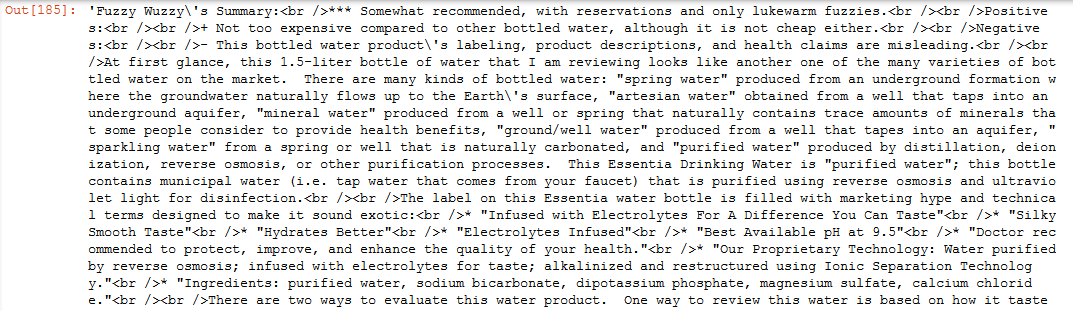 Out[185]: 'Fuzzy Wuzzy\'s Summary:<br />*** Somewhat recommended, with reservations and only lukewarm fuzzies.<br /><br />Positive
s:<br /><br />+ Not too expensive compared to other bottled water, although it is not cheap either.<br /><br />Negative
s:<br /><br />- This bottled water product\'s labeling, product descriptions, and health claims are misleading.<br /><br
/>At first glance, this 1.5-liter bottle of water that I am reviewing looks like another one of the many varieties of bot
tled water on the market.  There are many kinds of bottled water: "spring water" produced from an underground formation w
here the groundwater naturally flows up to the Earth\'s surface, "artesian water" obtained from a well that taps into an
underground aquifer, "mineral water" produced from a well or spring that naturally contains trace amounts of minerals tha
t some people consider to provide health benefits, "ground/well water" produced from a well that tapes into an aquifer, "
sparkling water" from a spring or well that is naturally carbonated, and "purified water" produced by distillation, deion
ization, reverse osmosis, or other purification processes.  This Essentia Drinking Water is "purified water"; this bottle
contains municipal water (i.e. tap water that comes from your faucet) that is purified using reverse osmosis and ultravio
let light for disinfection.<br /><br />The label on this Essentia water bottle is filled with marketing hype and technica
l terms designed to make it sound exotic:<br />* "Infused with Electrolytes For A Difference You Can Taste"<br />* "Silky
Smooth Taste"<br />* "Hydrates Better"<br />* "Electrolytes Infused"<br />* "Best Available pH at 9.5"<br />* "Doctor rec
ommended to protect, improve, and enhance the quality of your health."<br />* "Our Proprietary Technology: Water purified
by reverse osmosis; infused with electrolytes for taste; alkalinized and restructured using Ionic Separation Technolog
y."<br />* "Ingredients: purified water, sodium bicarbonate, dipotassium phosphate, magnesium sulfate, calcium chlorid
e."<br /><br />There are two ways to evaluate this water product.  One way to review this water is based on how it taste